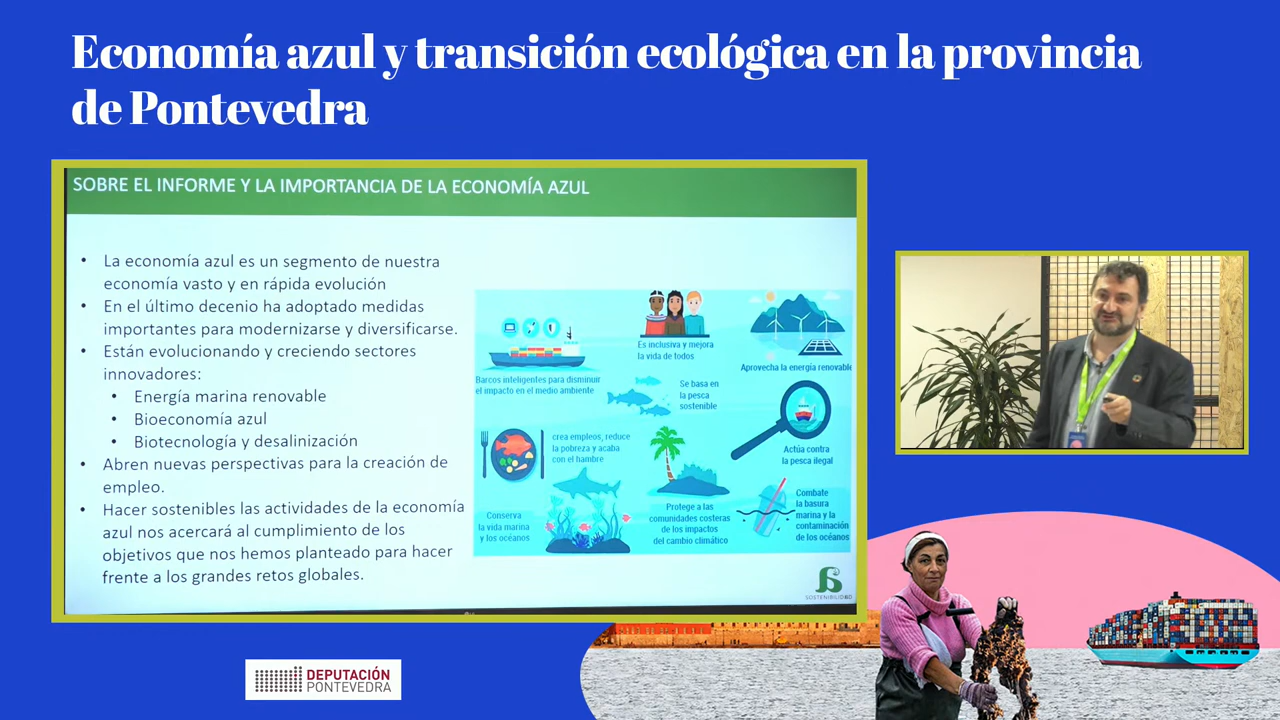 Economía azul y transición ecológica en la provincia
de Pontevedra
SOBRE EL INFORME Y LA IMPORTANCIA DE LA ECONOMÍA AZUL
• La economía azul es un segmento de nuestra
economía vasto y en rápida evolución
• En el último decenio ha adoptado medidas
importantes para modernizarse y diversificarse.
• Están evolucionando y creciendo sectores
innovadores:
• Energía marina renovable
• Bioeconomía azul
• Biotecnología y desalinización
• Abren nuevas perspectivas para la creación de
empleo.
• Hacer sostenibles las actividades de la economía
azul nos acercará al cumplimiento de los
objetivos que nos hemos planteado para hacer
frente a los grandes retos globales.
Barcos inteligentes para disminuir
el impacto en el medio ambiente
Es inclusiva y mejora
la vida de todos
Aprovecha la energía renovable
Se basa en
la pesca
sostenible
crea empleos, reduce
la pobreza y acaba
con el hambre
Actúa contra
la pesca ilegal
Conserva
la vida marina
y los océanos
Protege a las
comunidades costeras
de los impactos
del cambio climático
Combate
la basura
marina y la
contaminación
de los océanos
DEPUTACIÓN
PONTEVEDRA